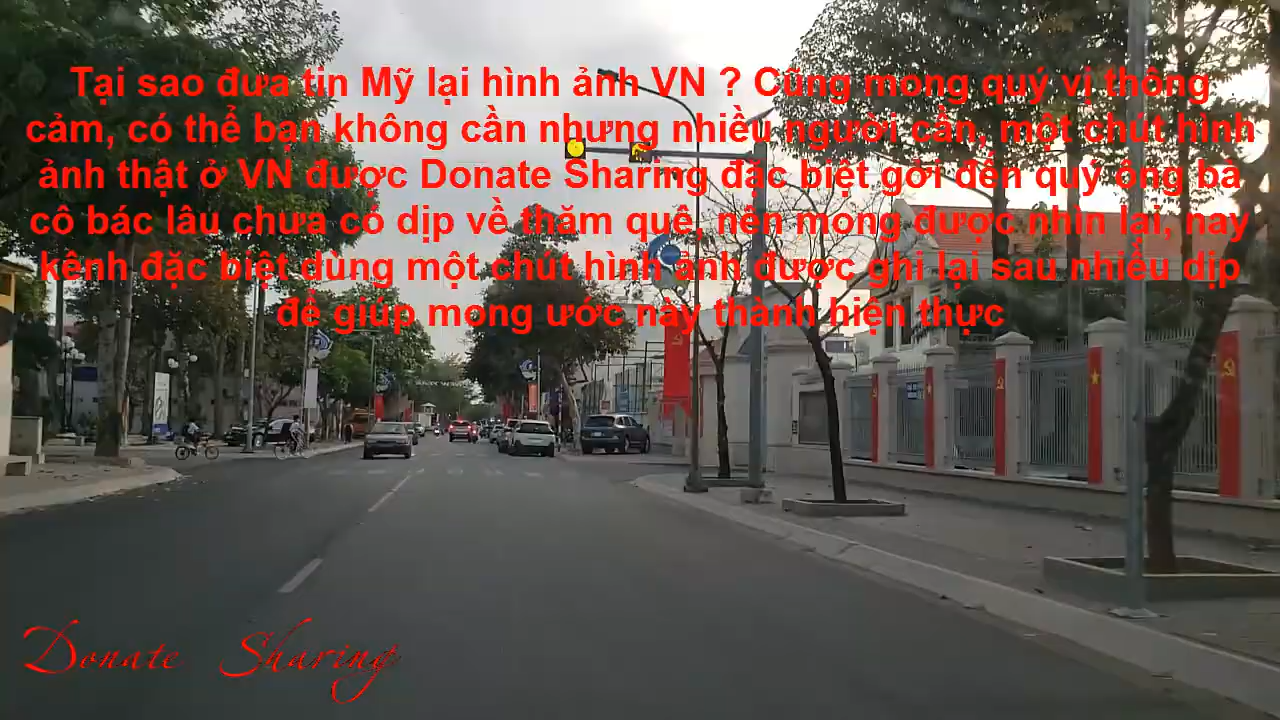 Tại sao đưa tin Mỹ lại hình ảnh VN ? Cũng mong quý vị thông
cảm, có thể bạn không cần nhưng nhiều người cần, một chút hình
ảnh thật ở VN được Donate Sharing đặc biệt gởi đến quý ông bà
cô bác lâu chưa có dịp về thăm quê, nên mong được nhìn lại, nay
kênh đặc biệt dùng một chút hình ảnh được ghi lại sau nhiều dịp
để giúp mong ước này thành hiện thực
Donate Sharing